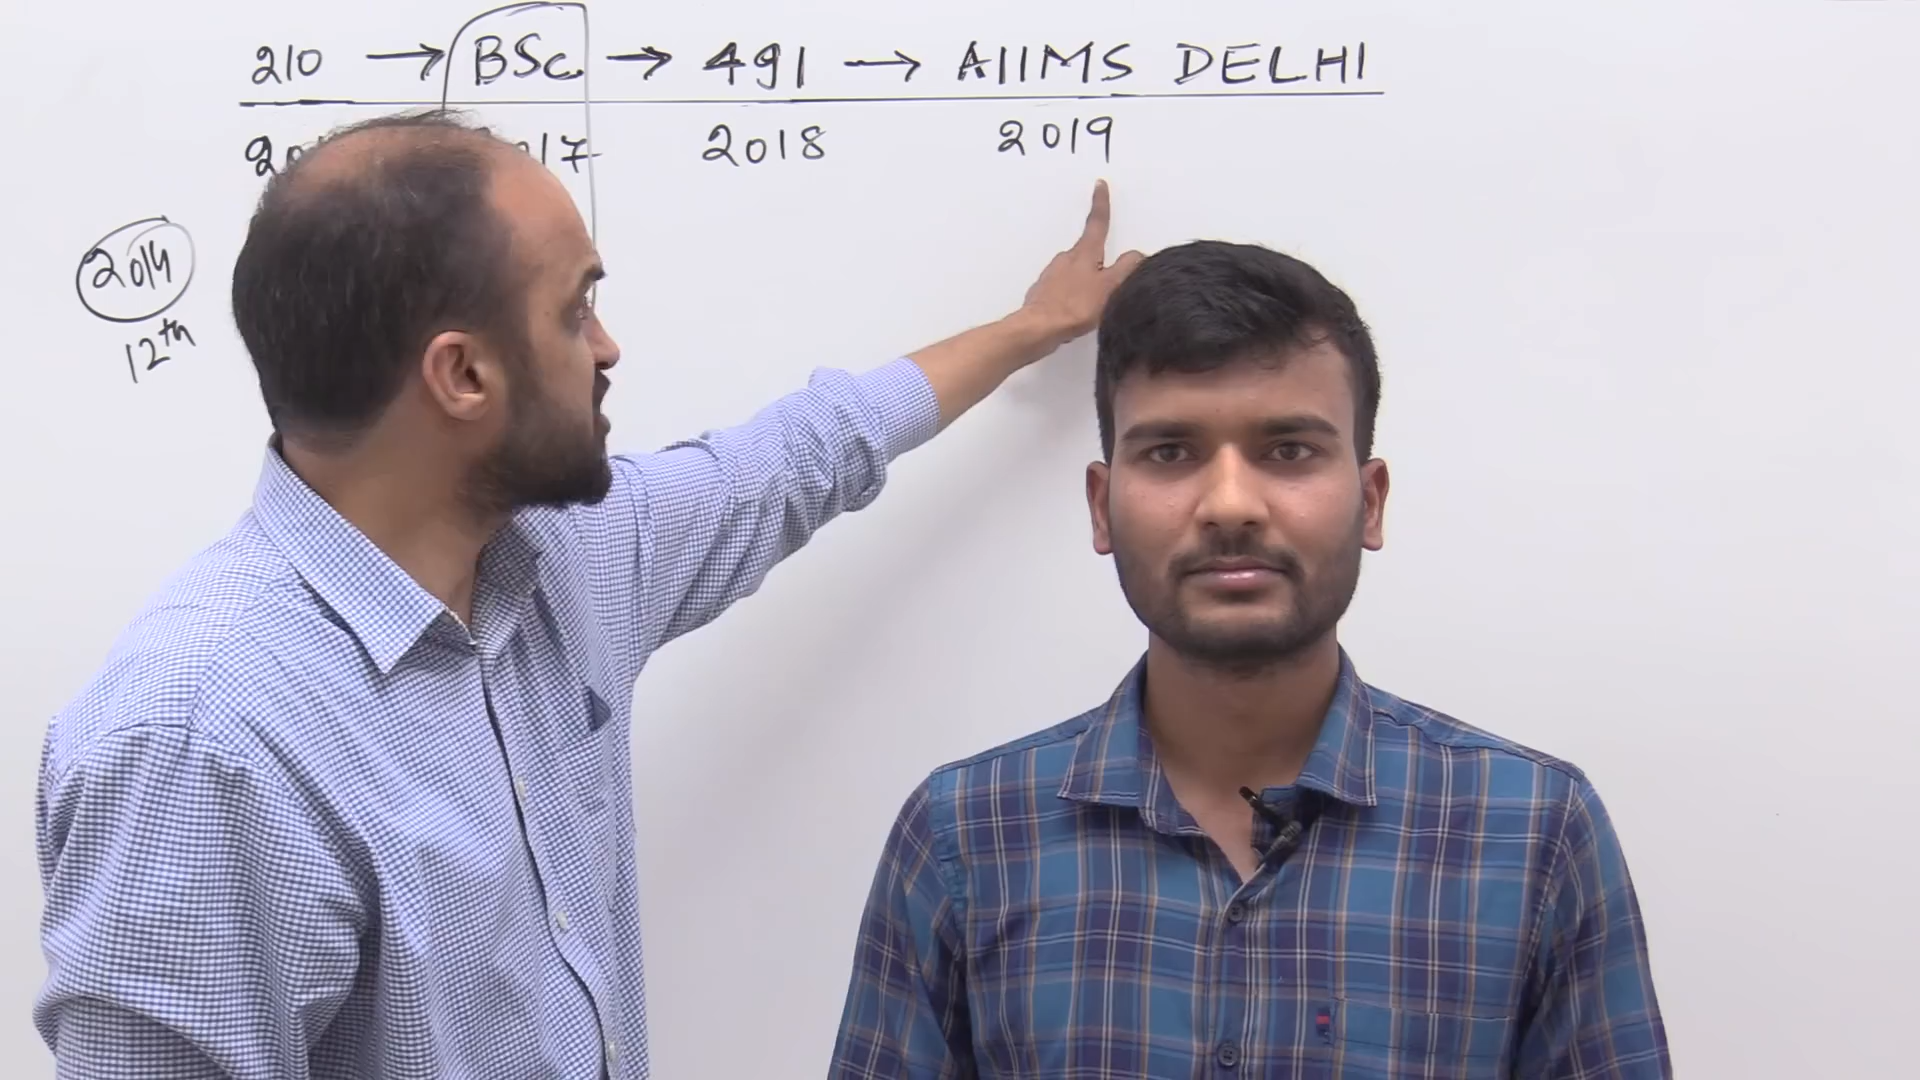 210 → BSc. → 491 → AIIMS DELHI
2018 2019
2014
12th